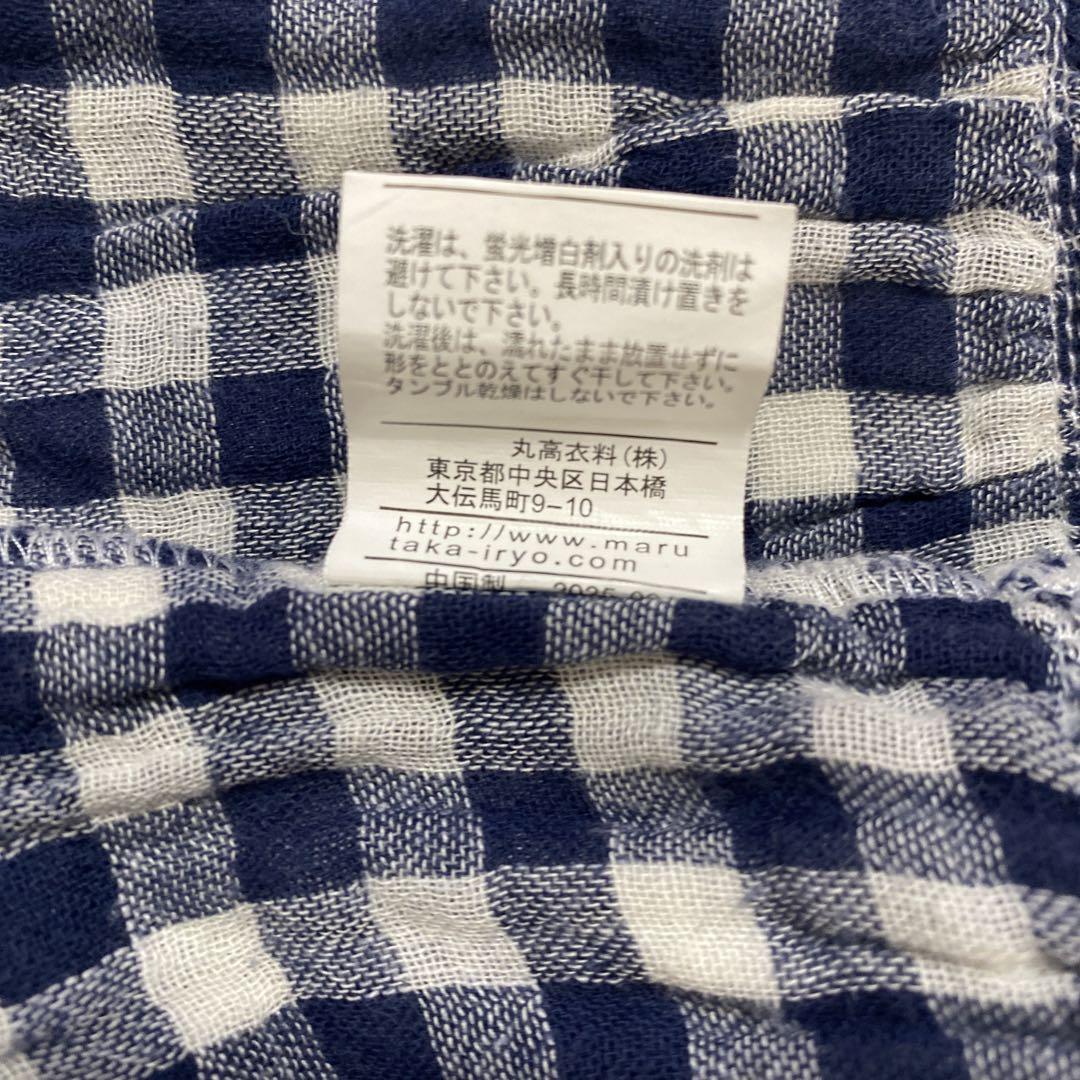 洗濯は、蛍光増白剤入りの洗剤は
避けて下さい。長時間漬け置きを
しないで下さい。
洗濯後は、濡れたまま放置せずに
形をととのえてすぐ干して下さい。
タンブル乾燥はしないで下さい。
丸高衣料(株)
東京都中央区日本橋
大伝馬町9-10
http://www.maru
taka-iryo.com
中国製